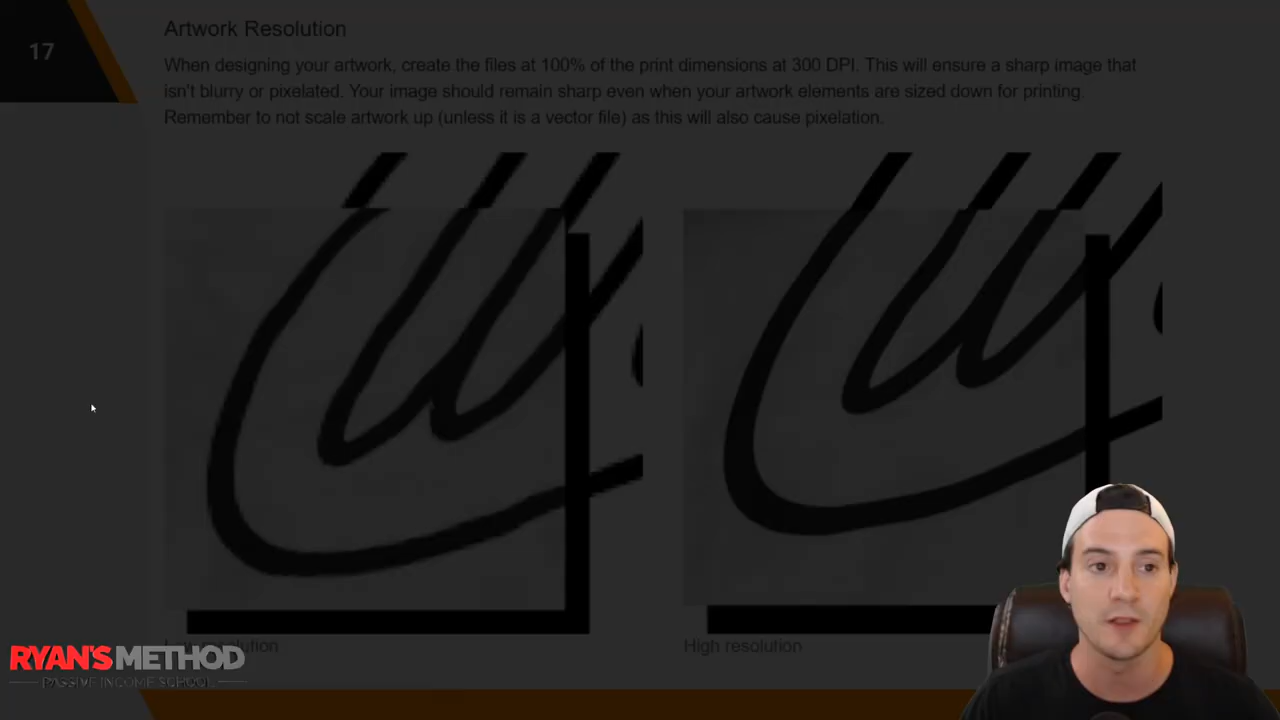 17
Artwork Resolution
When designing your artwork, create the files at 100% of the print dimensions at 300 DPI. This will ensure a sharp image that
isn't blurry or pixelated. Your image should remain sharp even when your artwork elements are sized down for printing.
Remember to not scale artwork up (unless it is a vector file) as this will also cause pixelation.
Low resolution
High resolution
RYAN'S METHOD
PASSIVE INCOME SCHOOL